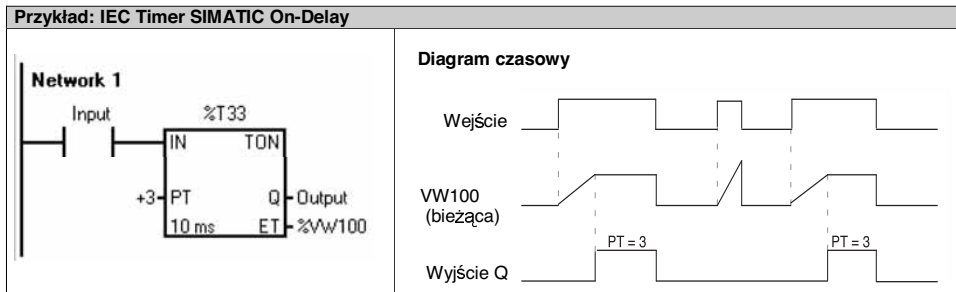 Przykład: IEC Timer SIMATIC On-Delay
Network 1
Input
%T33
IN TON
+3 PT Q Output
10 ms ET %VW100
Diagram czasowy
Wejście
VW100
(bieżąca)
PT = 3 PT = 3
Wyjście Q